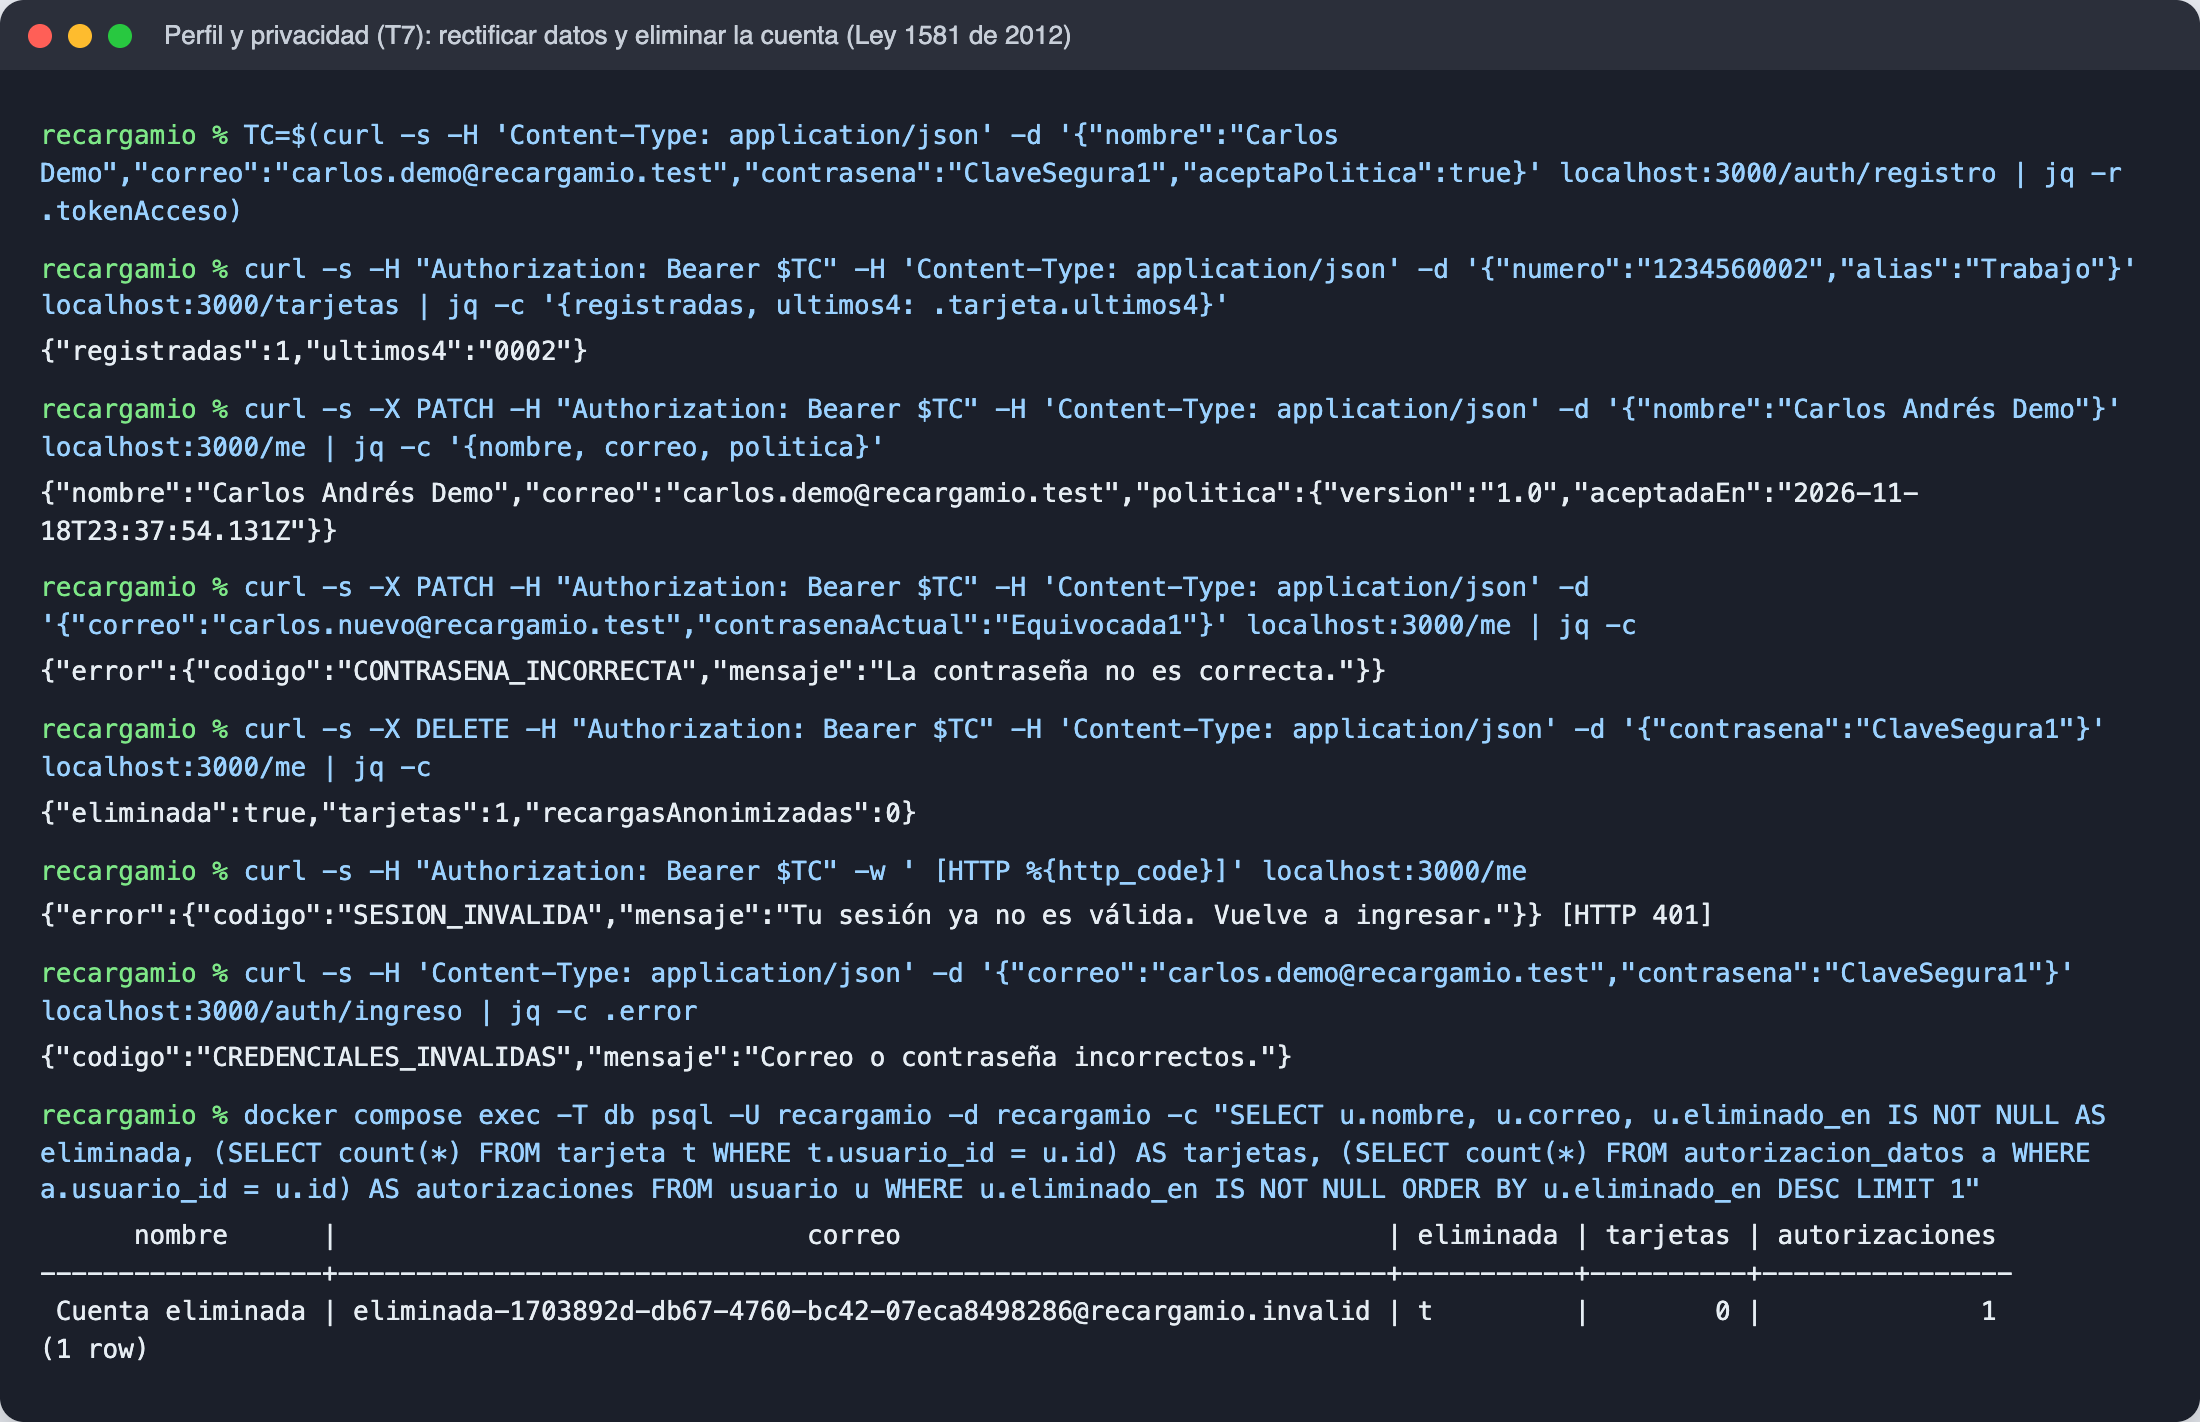 Perfil y privacidad (T7): rectificar datos y eliminar la cuenta (Ley 1581 de 2012)
recargamio % TC=$(curl -s -H 'Content-Type: application/json' -d '{"nombre":"Carlos
Demo","correo":"carlos.demo@recargamio.test","contrasena":"ClaveSegura1","aceptaPolitica":true}' localhost:3000/auth/registro | jq -r
.tokenAcceso)
recargamio % curl -s -H "Authorization: Bearer $TC" -H 'Content-Type: application/json' -d '{"numero":"1234560002","alias":"Trabajo"}'
localhost:3000/tarjetas | jq -c '{registradas, ultimos4: .tarjeta.ultimos4}'
{"registradas":1,"ultimos4":"0002"}
recargamio % curl -s -X PATCH -H "Authorization: Bearer $TC" -H 'Content-Type: application/json' -d '{"nombre":"Carlos Andrés Demo"}'
localhost:3000/me | jq -c '{nombre, correo, politica}'
{"nombre":"Carlos Andrés Demo","correo":"carlos.demo@recargamio.test","politica":{"version":"1.0","aceptadaEn":"2026-11-
18T23:37:54.131Z"}}
recargamio % curl -s -X PATCH -H "Authorization: Bearer $TC" -H 'Content-Type: application/json' -d
'{"correo":"carlos.nuevo@recargamio.test","contrasenaActual":"Equivocada1"}' localhost:3000/me | jq -c
{"error":{"codigo":"CONTRASENA_INCORRECTA","mensaje":"La contraseña no es correcta."}}
recargamio % curl -s -X DELETE -H "Authorization: Bearer $TC" -H 'Content-Type: application/json' -d '{"contrasena":"ClaveSegura1"}'
localhost:3000/me | jq -c
{"eliminada":true,"tarjetas":1,"recargasAnonimizadas":0}
recargamio % curl -s -H "Authorization: Bearer $TC" -w ' [HTTP %{http_code}]' localhost:3000/me
{"error":{"codigo":"SESION_INVALIDA","mensaje":"Tu sesión ya no es válida. Vuelve a ingresar."}} [HTTP 401]
recargamio % curl -s -H 'Content-Type: application/json' -d '{"correo":"carlos.demo@recargamio.test","contrasena":"ClaveSegura1"}'
localhost:3000/auth/ingreso | jq -c .error
{"codigo":"CREDENCIALES_INVALIDAS","mensaje":"Correo o contraseña incorrectos."}
recargamio % docker compose exec -T db psql -U recargamio -d recargamio -c "SELECT u.nombre, u.correo, u.eliminado_en IS NOT NULL AS
eliminada, (SELECT count(*) FROM tarjeta t WHERE t.usuario_id = u.id) AS tarjetas, (SELECT count(*) FROM autorizacion_datos a WHERE
a.usuario_id = u.id) AS autorizaciones FROM usuario u WHERE u.eliminado_en IS NOT NULL ORDER BY u.eliminado_en DESC LIMIT 1"
nombre | correo | eliminada | tarjetas | autorizaciones
------------------+-------------------------------------------------------------------+-----------+----------+----------------
Cuenta eliminada | eliminada-1703892d-db67-4760-bc42-07eca8498286@recargamio.invalid | t | 0 | 1
(1 row)